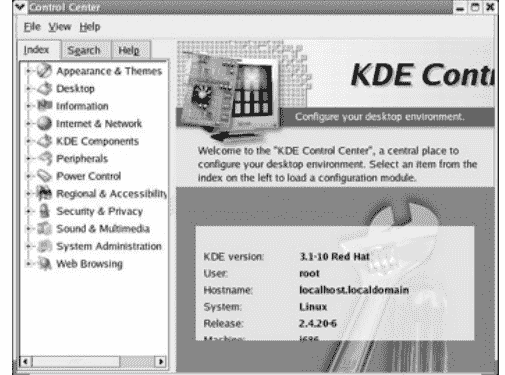 Control Center
File View Help
Index Search Help
Appearance & Themes
Desktop
Information
Internet & Network
KDE Components
Peripherals
Power Control
Regional & Accessibility
Security & Privacy
Sound & Multimedia
System Administration
Web Browsing
KDE Conti
Configure your desktop environment.
Welcome to the "KDE Control Center", a central place to
configure your desktop environment. Select an item from the
index on the left to load a configuration module.
KDE version: 3.1-10 Red Hat
User: root
Hostname: localhost.localdomain
System: Linux
Release: 2.4.20-6
Machine: i686